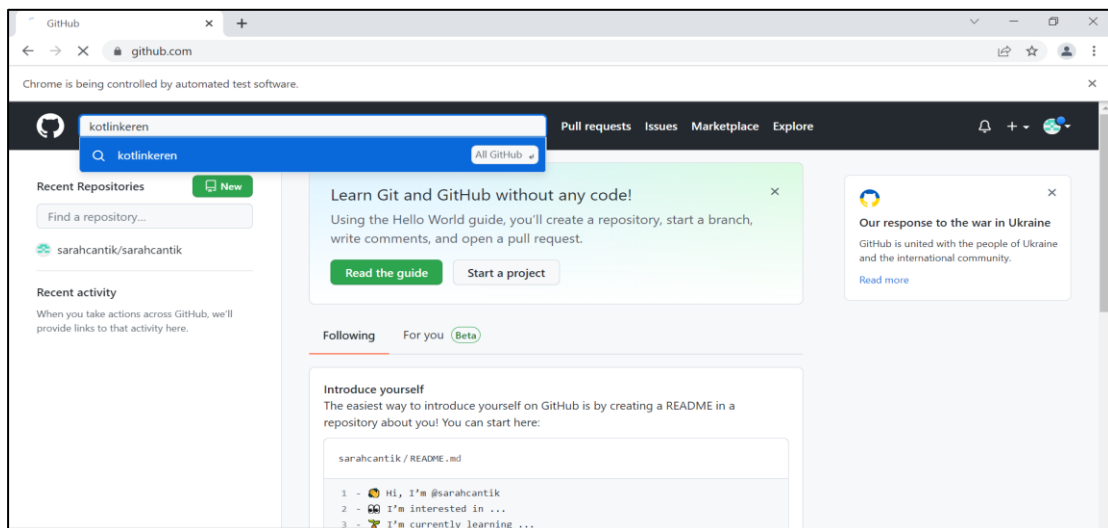 GitHub
github.com
Chrome is being controlled by automated test software.
kotlinkeren
Pull requests Issues Marketplace Explore
kotlinkeren
All GitHub
Recent Repositories
New
Find a repository...
sarahcantik/sarahcantik
Recent activity
When you take actions across GitHub, we'll
provide links to that activity here.
Learn Git and GitHub without any code!
Using the Hello World guide, you'll create a repository, start a branch,
write comments, and open a pull request.
Read the guide
Start a project
Following
For you Beta
Introduce yourself
The easiest way to introduce yourself on GitHub is by creating a README in a
repository about you! You can start here:
sarahcantik / README.md
1 - 👋 Hi, I'm @sarahcantik
2 - 👀 I'm interested in ...
3 - 🌱 I'm currently learning ...
Our response to the war in Ukraine
GitHub is united with the people of Ukraine
and the international community.
Read more